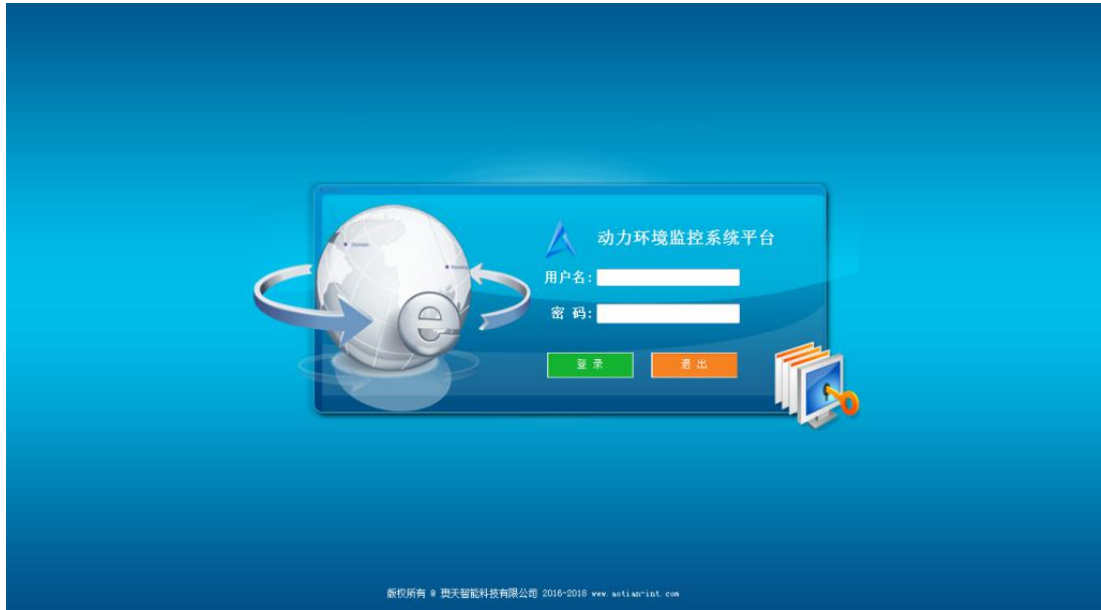 动力环境监控系统平台
用户名:
密 码:
登 录
退 出
e
版权所有 @ 奥天智能科技有限公司 2016-2018 www.aotian-int.com